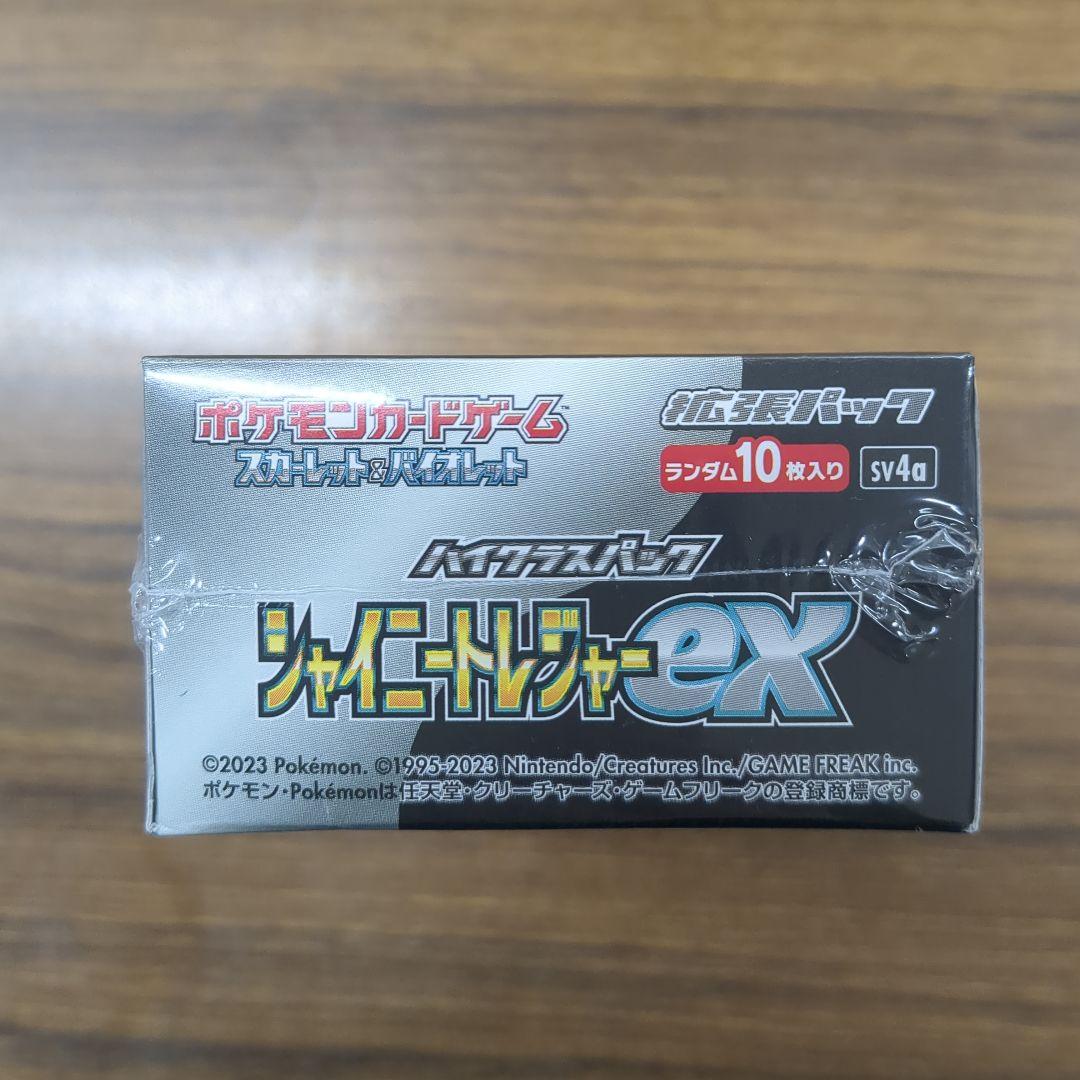 ポケモンカードゲーム™
スカーレット&バイオレット
拡張パック
ランダム10枚入り
sv4a
ハイクラスパック
シャイニートレジャーex
©2023 Pokémon. ©1995-2023 Nintendo/Creatures Inc./GAME FREAK inc.
ポケモン・Pokémonは任天堂・クリーチャーズ・ゲームフリークの登録商標です。